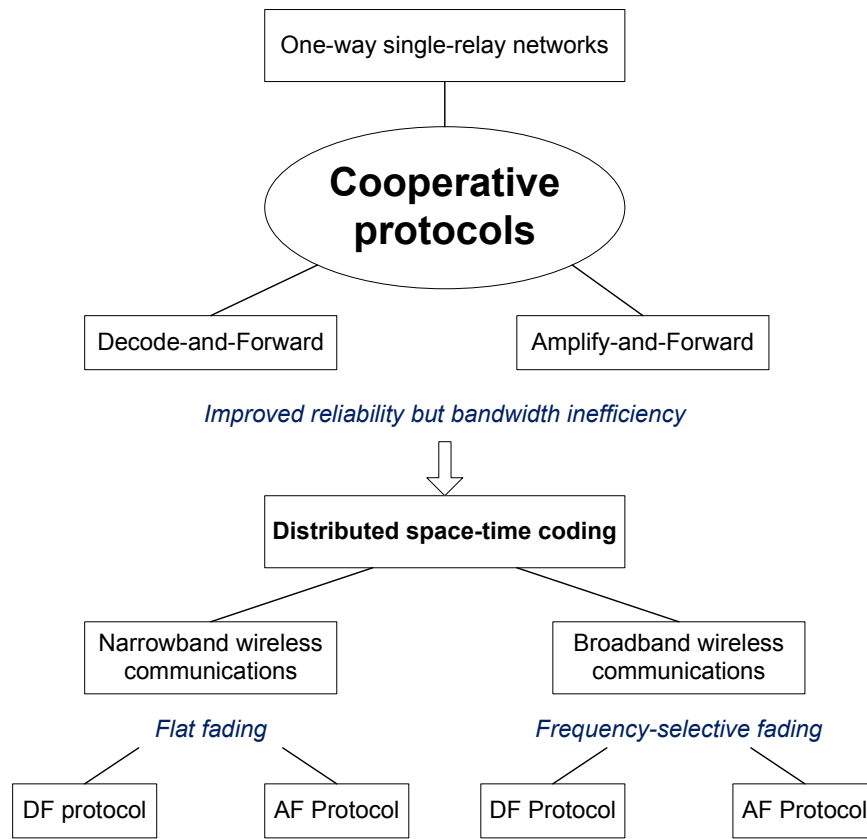 One-way single-relay networks
Cooperative
protocols
Decode-and-Forward
Amplify-and-Forward
Improved reliability but bandwidth inefficiency
Distributed space-time coding
Narrowband wireless
communications
Broadband wireless
communications
Flat fading
Frequency-selective fading
DF protocol
AF Protocol
DF Protocol
AF Protocol